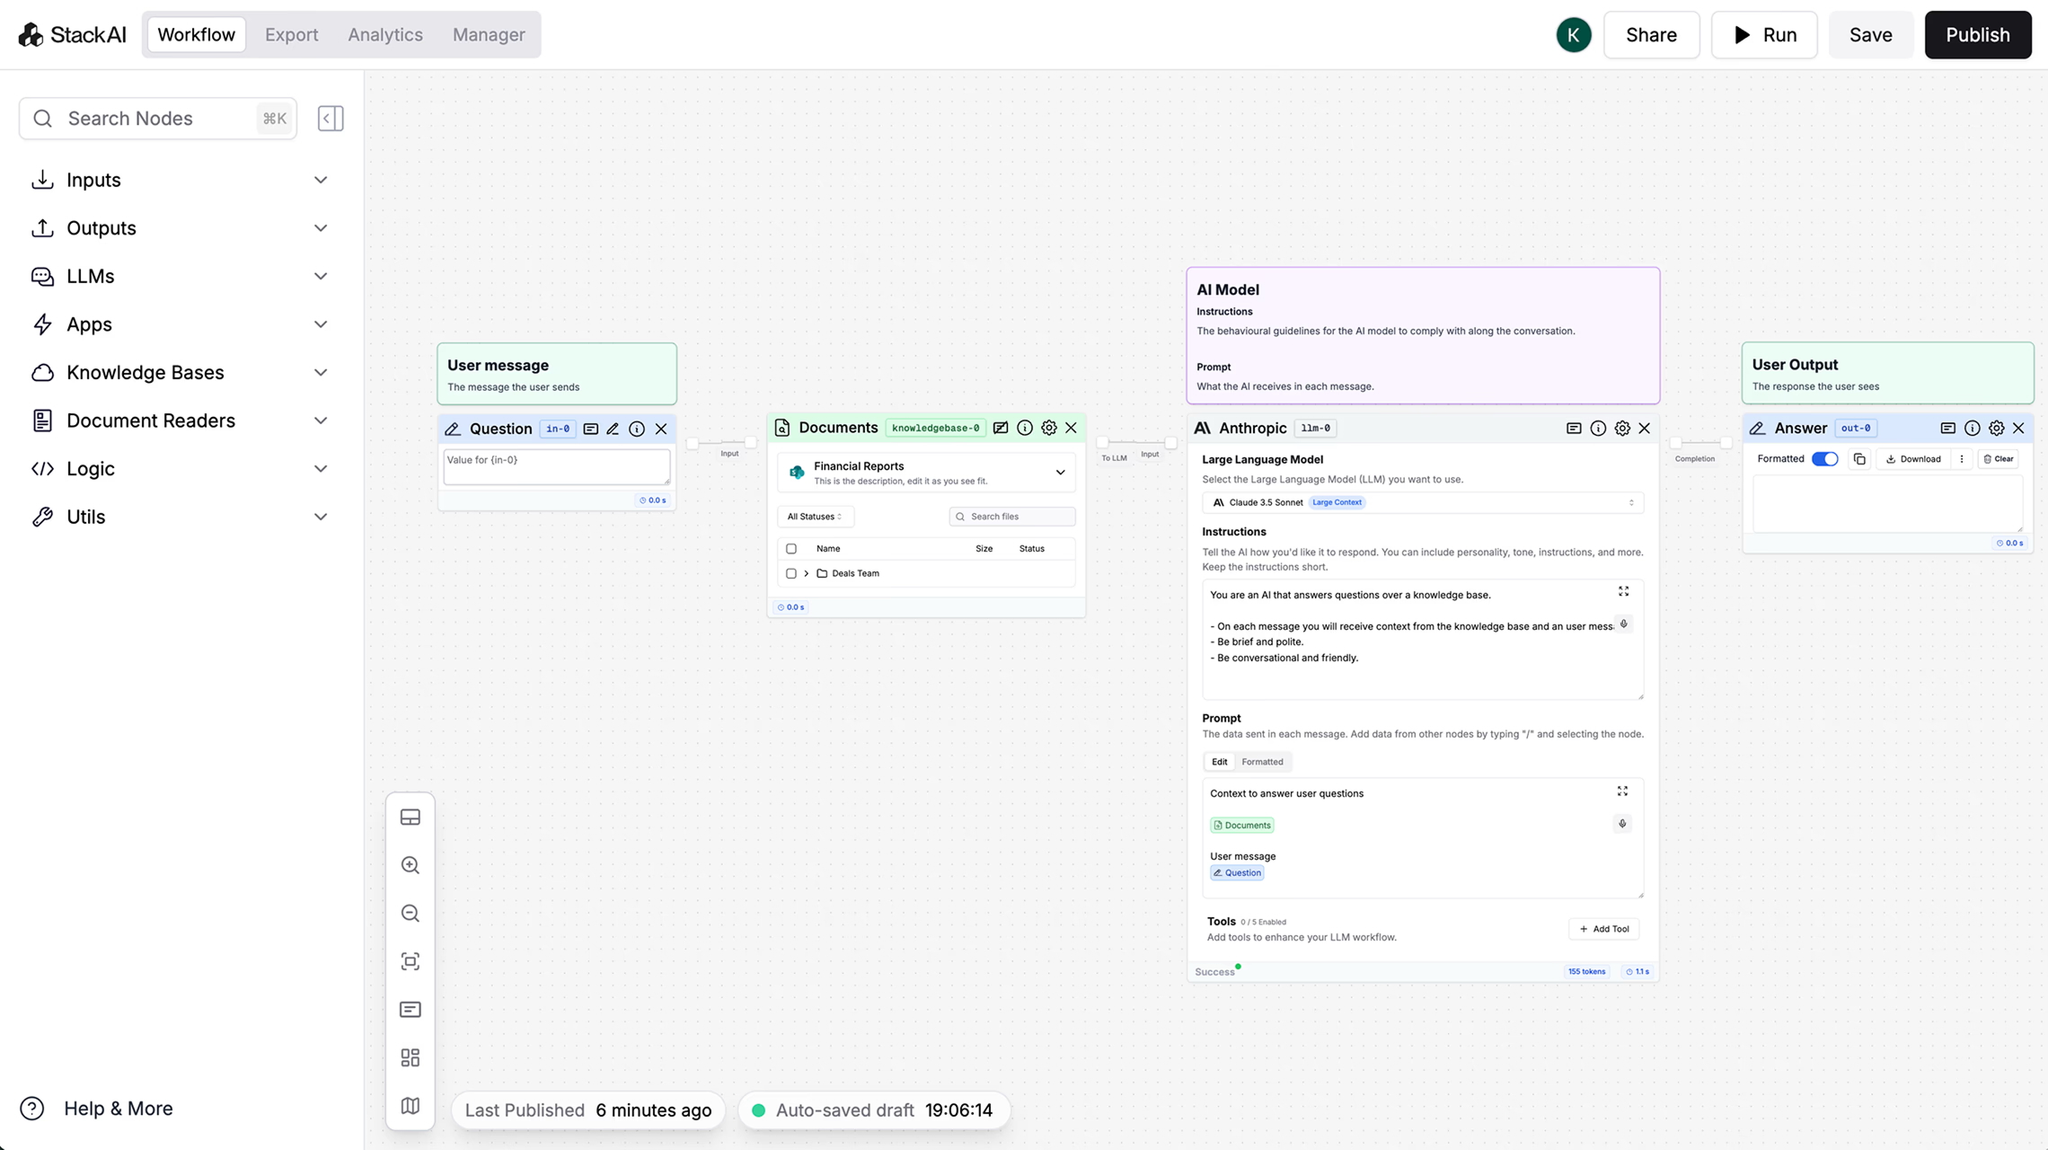 StackAI
Workflow
Export
Analytics
Manager
K
Share
Run
Save
Publish
Search Nodes
⌘K
Inputs
Outputs
LLMs
Apps
Knowledge Bases
Document Readers
Logic
Utils
Help & More
User message
The message the user sends
Question
in-0
Value for {in-0}
0.0 s
Input
Documents
knowledgebase-0
Financial Reports
This is the description, edit it as you see fit.
All Statuses
Search files
Name
Size
Status
Deals Team
0.0 s
To LLM
Input
AI Model
Instructions
The behavioural guidelines for the AI model to comply with along the conversation.
Prompt
What the AI receives in each message.
Anthropic
llm-0
Large Language Model
Select the Large Language Model (LLM) you want to use.
Claude 3.5 Sonnet
Large Context
Instructions
Tell the AI how you'd like it to respond. You can include personality, tone, instructions, and more.
Keep the instructions short.
You are an AI that answers questions over a knowledge base.
- On each message you will receive context from the knowledge base and an user mess
- Be brief and polite.
- Be conversational and friendly.
Prompt
The data sent in each message. Add data from other nodes by typing "/" and selecting the node.
Edit
Formatted
Context to answer user questions
Documents
User message
Question
Tools
0 / 5 Enabled
Add tools to enhance your LLM workflow.
+ Add Tool
Success
155 tokens
1.1 s
Completion
User Output
The response the user sees
Answer
out-0
Formatted
Download
Clear
0.0 s
Last Published 6 minutes ago
Auto-saved draft 19:06:14